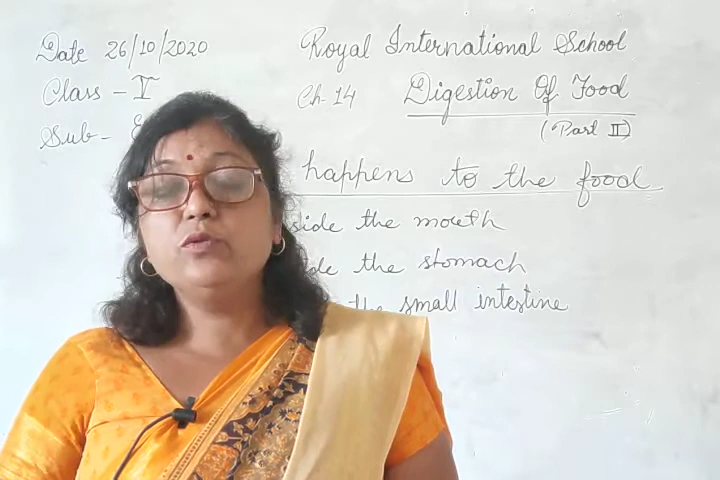 Date 26/10/2020
Class - V
Sub- E
Royal International School
Ch. 14 Digestion Of Food
(Part II)
happens to the food
side the mouth
de the stomach
the small intestine